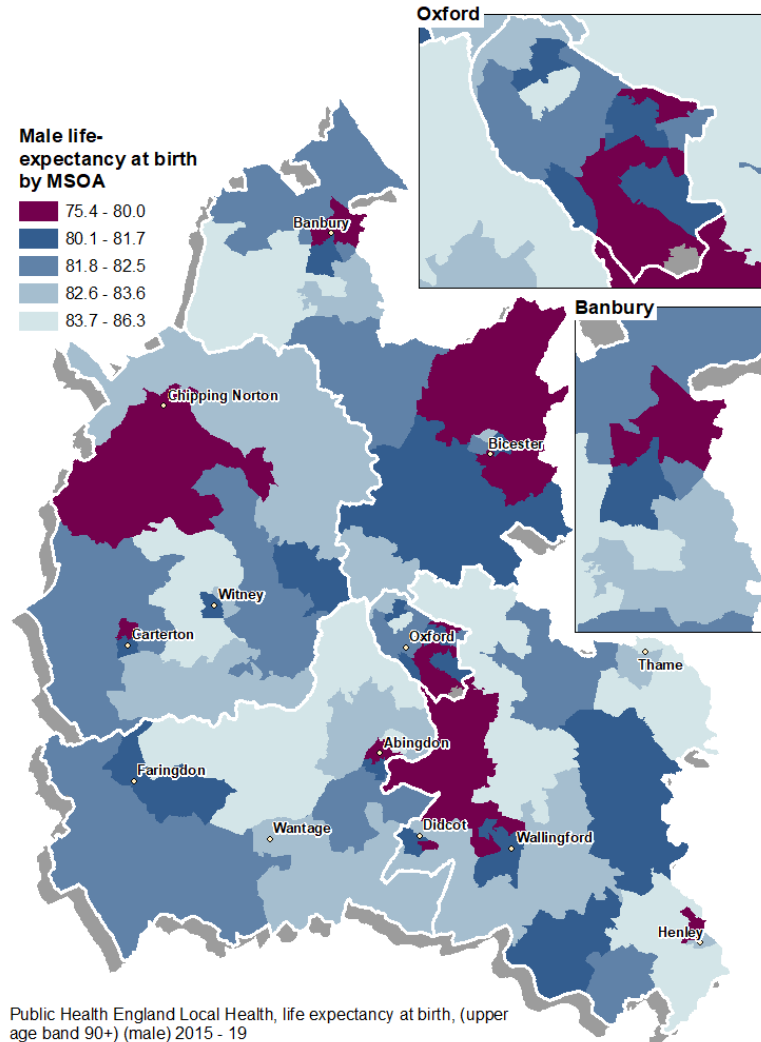 Oxford
Male life-
expectancy at birth
by MSOA
75.4 - 80.0
80.1 - 81.7
81.8 - 82.5
82.6 - 83.6
83.7 - 86.3
Banbury
Banbury
Chipping Norton
Bicester
Witney
Carterton
Oxford
Thame
Abingdon
Faringdon
Wantage
Didcot
Wallingford
Henley
Public Health England Local Health, life expectancy at birth, (upper
age band 90+) (male) 2015 - 19